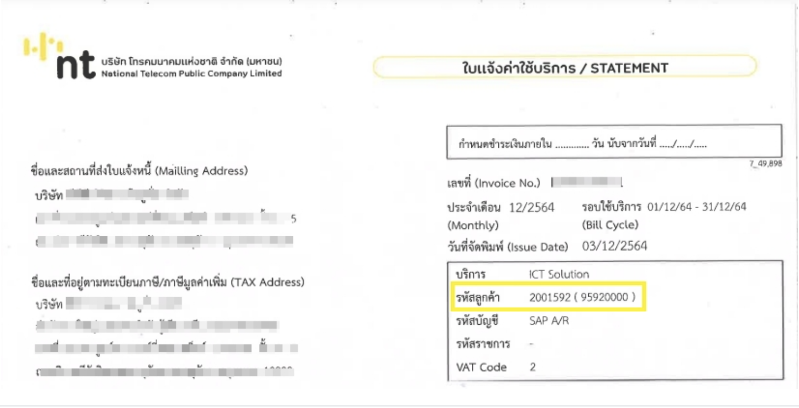 nt
บริษัท โทรคมนาคมแห่งชาติ จำกัด (มหาชน)
National Telecom Public Company Limited
ใบแจ้งค่าใช้บริการ / STATEMENT
กำหนดชำระเงินภายใน ............. วัน นับจากวันที่ ...../...../.....
7_49,898
ชื่อและสถานที่ส่งใบแจ้งหนี้ (Mailling Address)
บริษัท
5
เลขที่ (Invoice No.)
ประจำเดือน 12/2564 รอบใช้บริการ 01/12/64 - 31/12/64
(Monthly) (Bill Cycle)
วันที่จัดพิมพ์ (Issue Date) 03/12/2564
ชื่อและที่อยู่ตามทะเบียนภาษี/ภาษีมูลค่าเพิ่ม (TAX Address)
บริษัท
บริการ ICT Solution
รหัสลูกค้า 2001592 ( 95920000 )
รหัสบัญชี SAP A/R
รหัสราชการ -
VAT Code 2